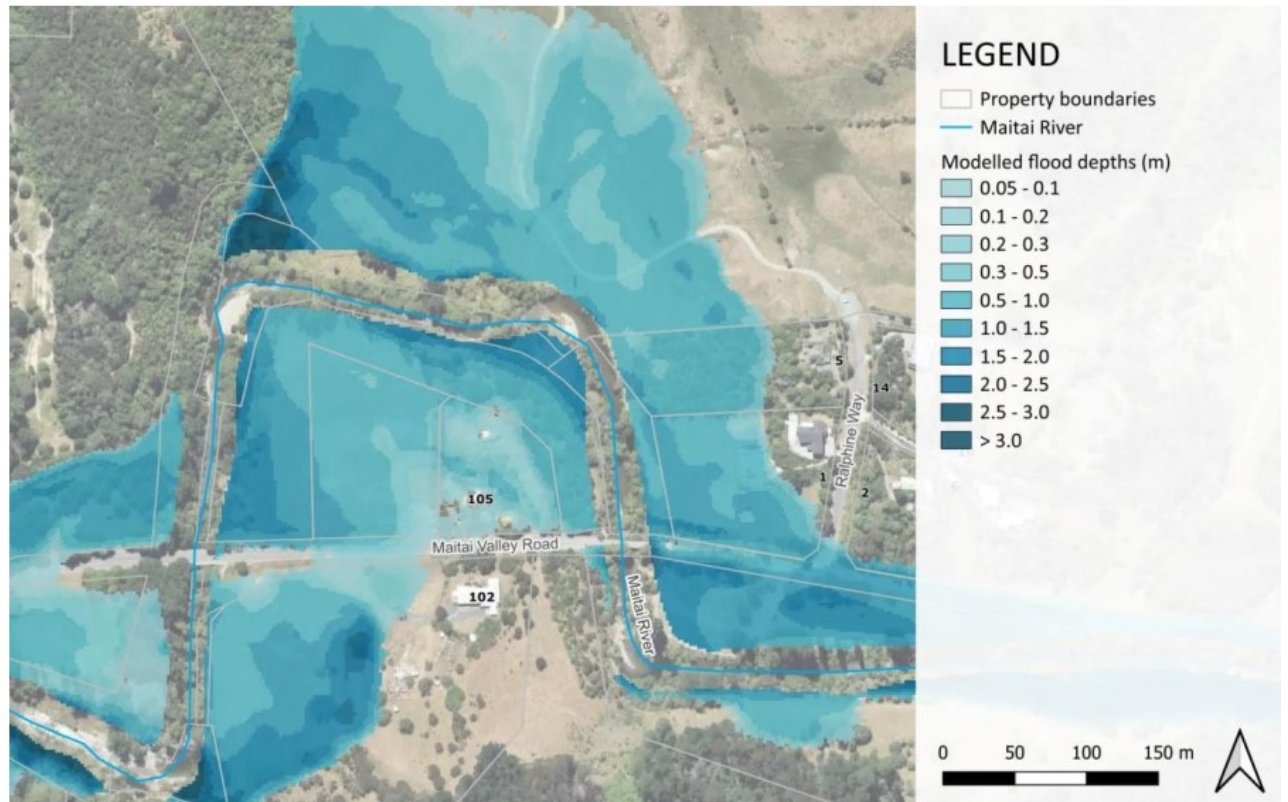 LEGEND
Property boundaries
Maitai River
Modelled flood depths (m)
0.05 - 0.1
0.1 - 0.2
0.2 - 0.3
0.3 - 0.5
0.5 - 1.0
1.0 - 1.5
1.5 - 2.0
2.0 - 2.5
2.5 - 3.0
> 3.0
5
14
Ralphine Way
1
2
105
Maitai Valley Road
102
Maitai River
0 50 100 150 m